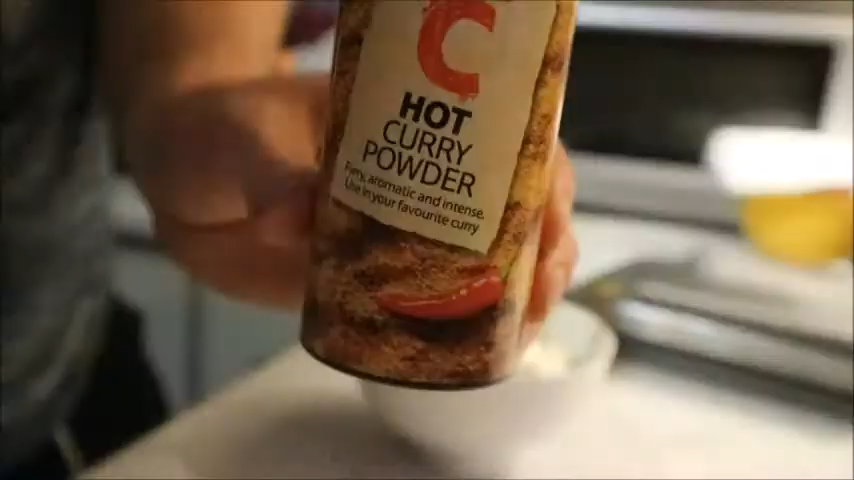 C
HOT
CURRY
POWDER
Fiery, aromatic and intense.
Use in your favourite curry